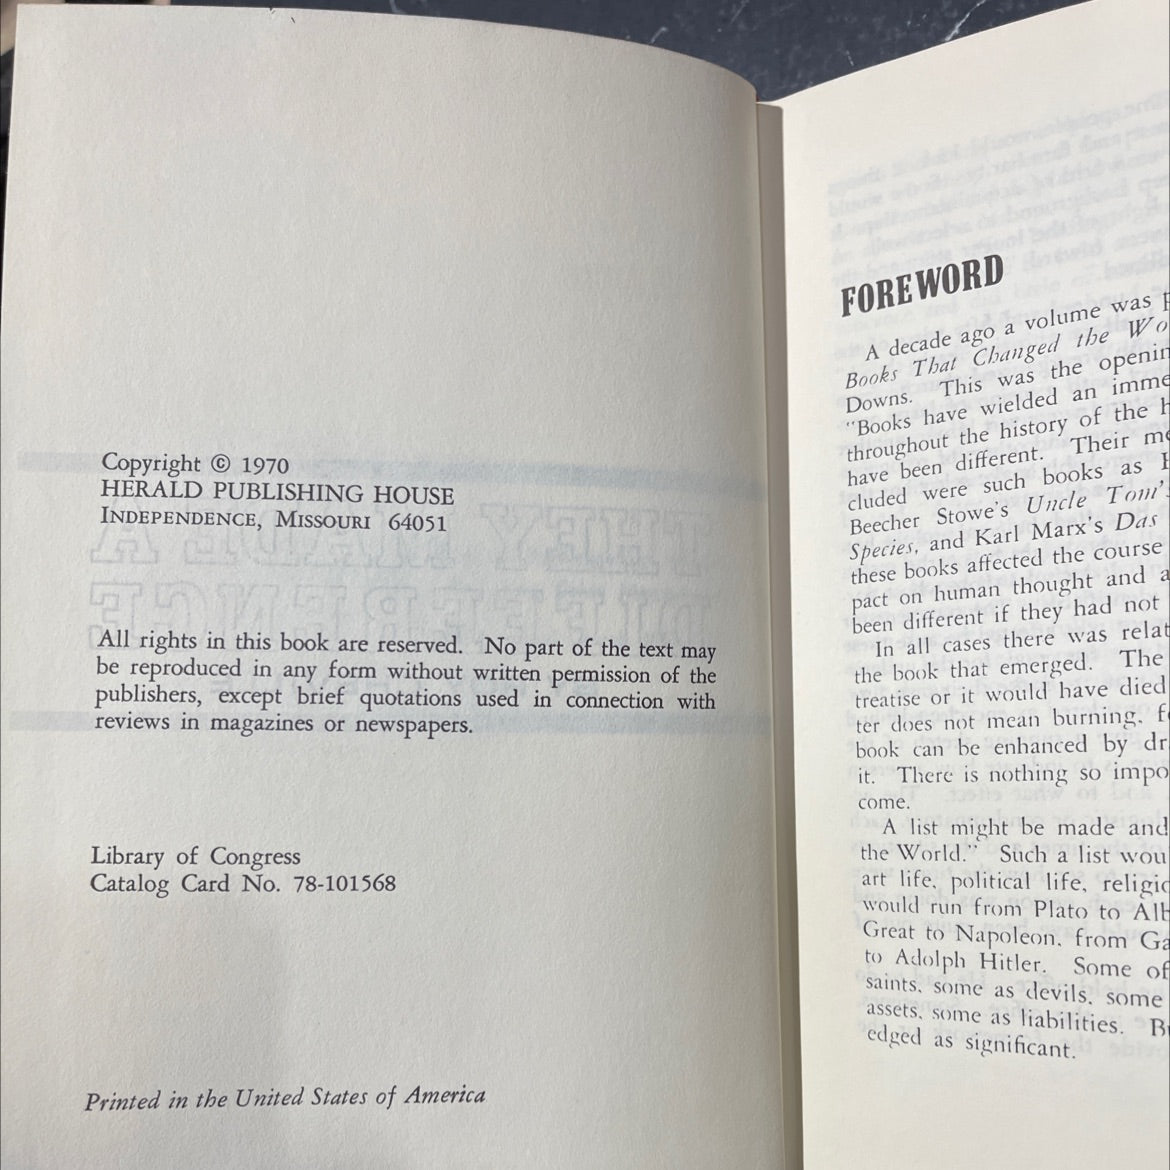 Copyright © 1970
HERALD PUBLISHING HOUSE
INDEPENDENCE, MISSOURI 64051
All rights in this book are reserved. No part of the text may
be reproduced in any form without written permission of the
publishers, except brief quotations used in connection with
reviews in magazines or newspapers.
Library of Congress
Catalog Card No. 78-101568
Printed in the United States of America
FOREWORD
A decade ago a volume was
Books That Changed the
Downs. This was the
"Books have wielded an
throughout the history of the
have been different. Their
cluded were such books as
Beecher Stowe's Uncle Tom's
Species, and Karl Marx's Das
these books affected the course
pact on human thought and
been different if they had not
In all cases there was
the book that emerged. The
treatise or it would have died
ter does not mean burning,
book can be enhanced by
it. There is nothing so
come.
A list might be made and
the World." Such a list
art life, political life,
would run from Plato to
Great to Napoleon, from
to Adolph Hitler. Some of
saints, some as devils, some
assets, some as liabilities.
edged as significant.